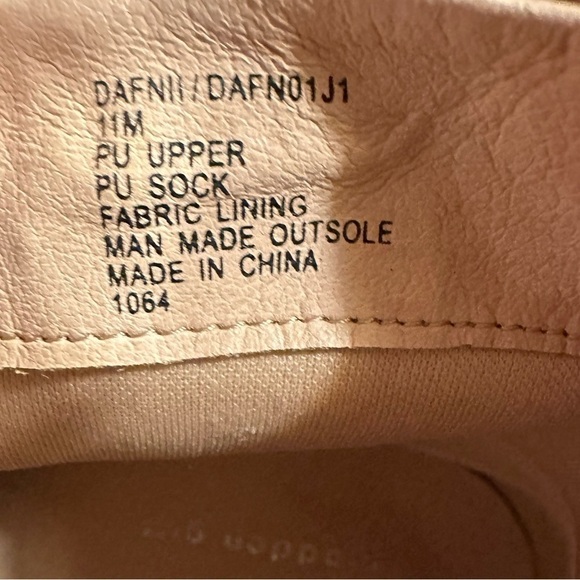 DAFNII/DAFN01J1
11M
PU UPPER
PU SOCK
FABRIC LINING
MAN MADE OUTSOLE
MADE IN CHINA
1064